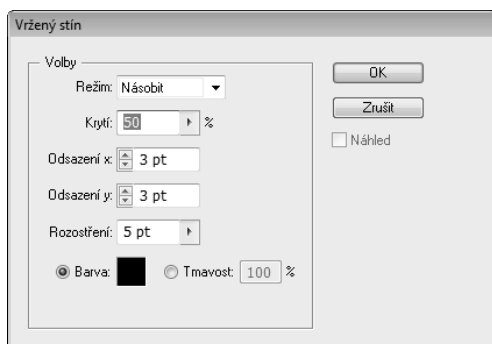 Vržený stín
Volby
Režim: Násobit
Krytí: 50 %
Odsazení x: 3 pt
Odsazení y: 3 pt
Rozostření: 5 pt
Barva: Tmavost: 100 %
OK
Zrušit
Náhled